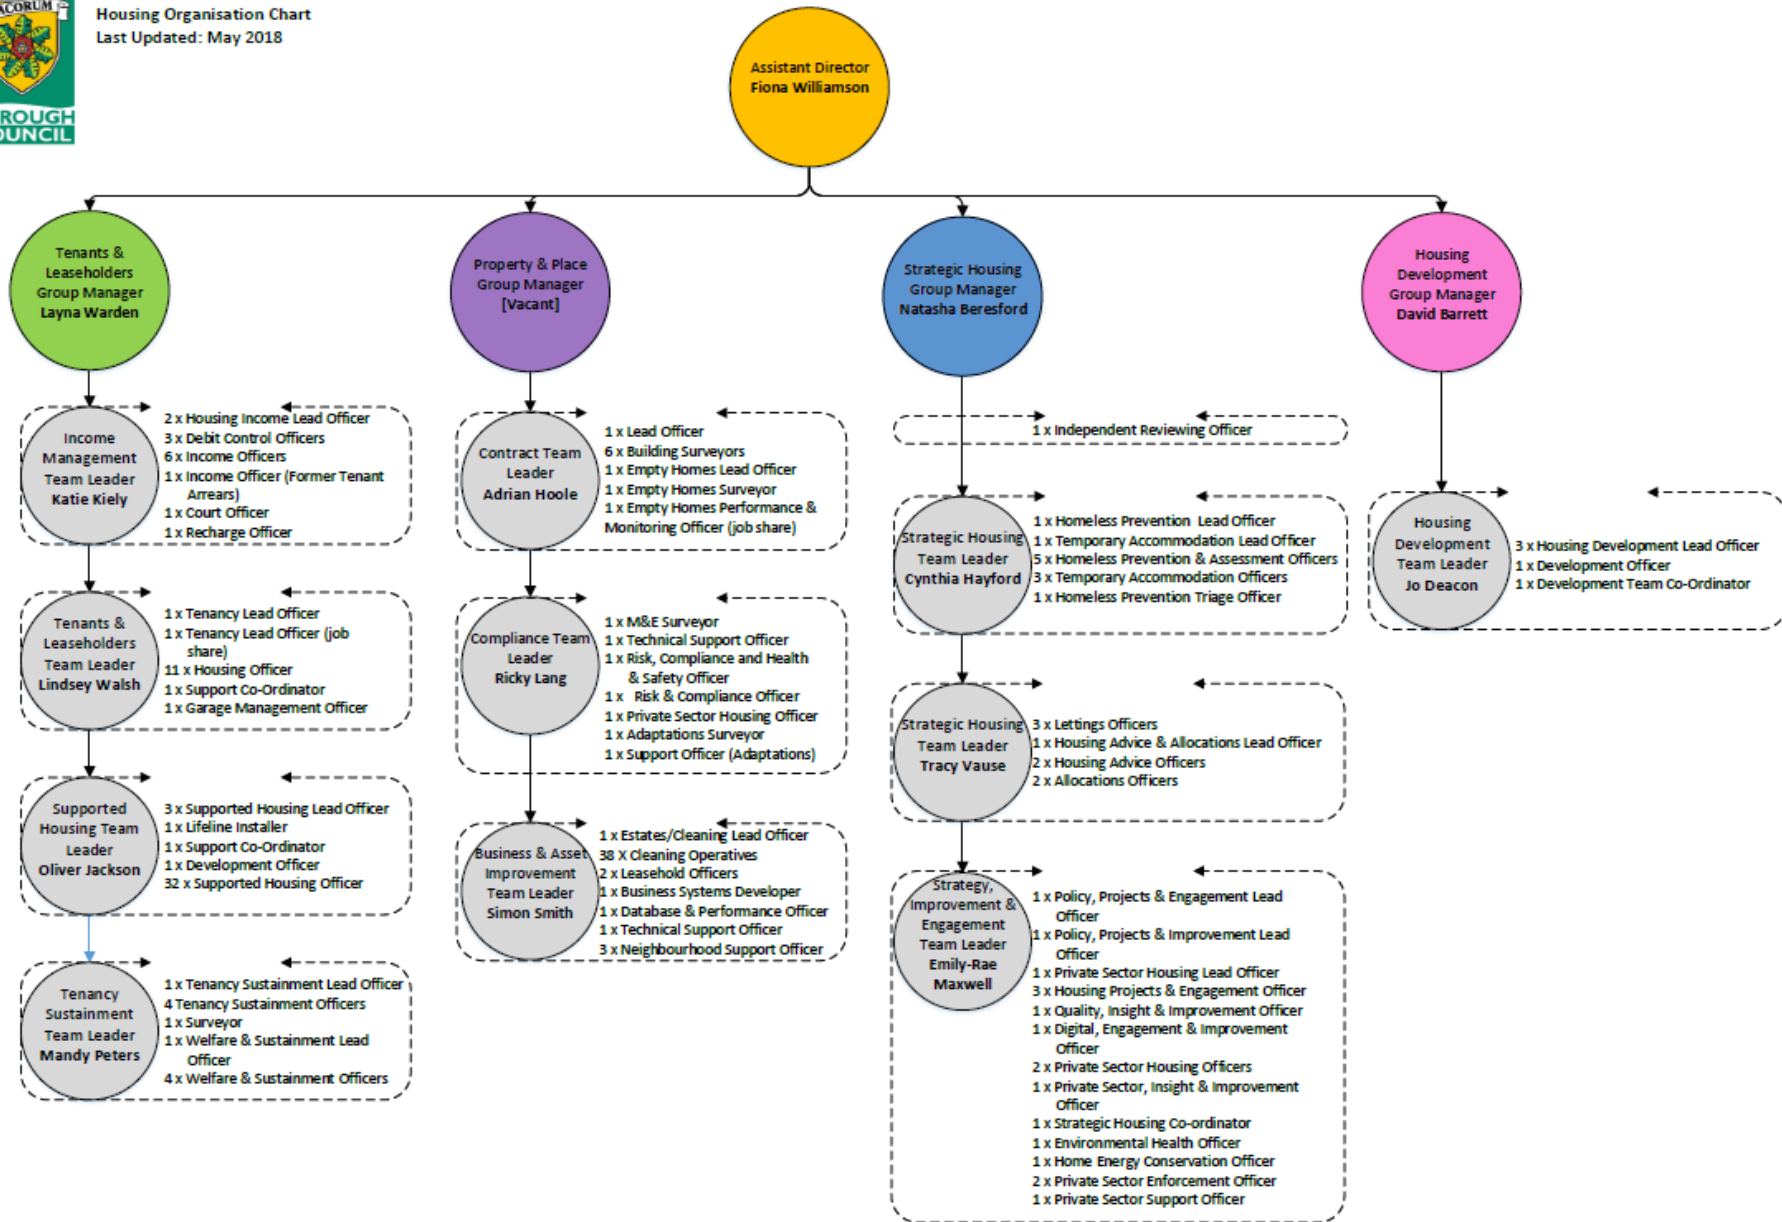 ACORUM
ROUGH
OUNCIL
Housing Organisation Chart
Last Updated: May 2018
Assistant Director
Fiona Williamson
Tenants &
Leaseholders
Group Manager
Layna Warden
Income
Management
Team Leader
Katie Kiely
2 x Housing Income Lead Officer
3 x Debit Control Officers
6 x Income Officers
1 x Income Officer (Former Tenant
Arrears)
1 x Court Officer
1 x Recharge Officer
Tenants &
Leaseholders
Team Leader
Lindsey Walsh
1 x Tenancy Lead Officer
1 x Tenancy Lead Officer (job
share)
11 x Housing Officer
1 x Support Co-Ordinator
1 x Garage Management Officer
Supported
Housing Team
Leader
Oliver Jackson
3 x Supported Housing Lead Officer
1 x Lifeline Installer
1 x Support Co-Ordinator
1 x Development Officer
32 x Supported Housing Officer
Tenancy
Sustainment
Team Leader
Mandy Peters
1 x Tenancy Sustainment Lead Officer
4 Tenancy Sustainment Officers
1 x Surveyor
1 x Welfare & Sustainment Lead
Officer
4 x Welfare & Sustainment Officers
Property & Place
Group Manager
[Vacant]
Contract Team
Leader
Adrian Hoole
1 x Lead Officer
6 x Building Surveyors
1 x Empty Homes Lead Officer
1 x Empty Homes Surveyor
1 x Empty Homes Performance &
Monitoring Officer (job share)
Compliance Team
Leader
Ricky Lang
1 x M&E Surveyor
1 x Technical Support Officer
1 x Risk, Compliance and Health
& Safety Officer
1 x Risk & Compliance Officer
1 x Private Sector Housing Officer
1 x Adaptations Surveyor
1 x Support Officer (Adaptations)
Business & Asset
Improvement
Team Leader
Simon Smith
1 x Estates/Cleaning Lead Officer
38 X Cleaning Operatives
2 x Leasehold Officers
1 x Business Systems Developer
1 x Database & Performance Officer
1 x Technical Support Officer
3 x Neighbourhood Support Officer
Strategic Housing
Group Manager
Natasha Beresford
1 x Independent Reviewing Officer
Strategic Housing
Team Leader
Cynthia Hayford
1 x Homeless Prevention Lead Officer
1 x Temporary Accommodation Lead Officer
5 x Homeless Prevention & Assessment Officers
3 x Temporary Accommodation Officers
1 x Homeless Prevention Triage Officer
Strategic Housing
Team Leader
Tracy Vause
3 x Lettings Officers
1 x Housing Advice & Allocations Lead Officer
2 x Housing Advice Officers
2 x Allocations Officers
Strategy,
Improvement &
Engagement
Team Leader
Emily-Rae
Maxwell
1 x Policy, Projects & Engagement Lead
Officer
1 x Policy, Projects & Improvement Lead
Officer
1 x Private Sector Housing Lead Officer
3 x Housing Projects & Engagement Officer
1 x Quality, Insight & Improvement Officer
1 x Digital, Engagement & Improvement
Officer
2 x Private Sector Housing Officers
1 x Private Sector, Insight & Improvement
Officer
1 x Strategic Housing Co-ordinator
1 x Environmental Health Officer
1 x Home Energy Conservation Officer
2 x Private Sector Enforcement Officer
1 x Private Sector Support Officer
Housing
Development
Group Manager
David Barrett
Housing
Development
Team Leader
Jo Deacon
3 x Housing Development Lead Officer
1 x Development Officer
1 x Development Team Co-Ordinator